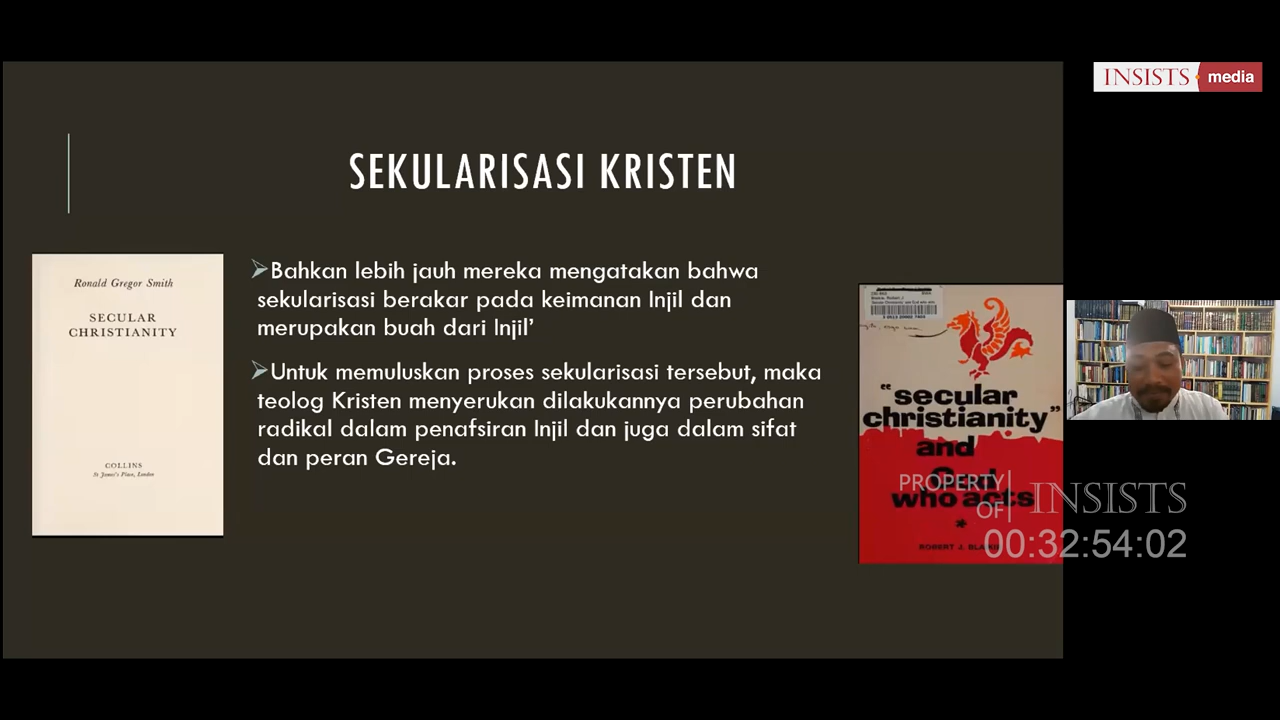 INSISTS media
SEKULARISASI KRISTEN
Ronald Gregor Smith
SECULAR
CHRISTIANITY
COLLINS
St James's Place, London
➢Bahkan lebih jauh mereka mengatakan bahwa
sekularisasi berakar pada keimanan Injil dan
merupakan buah dari Injil’
➢Untuk memuluskan proses sekularisasi tersebut, maka
teolog Kristen menyerukan dilakukannya perubahan
radikal dalam penafsiran Injil dan juga dalam sifat
dan peran Gereja.
“secular
christianity”
and
God
who acts
*
ROBERT J.
PROPERTY
OF
INSISTS
00:32:54:02